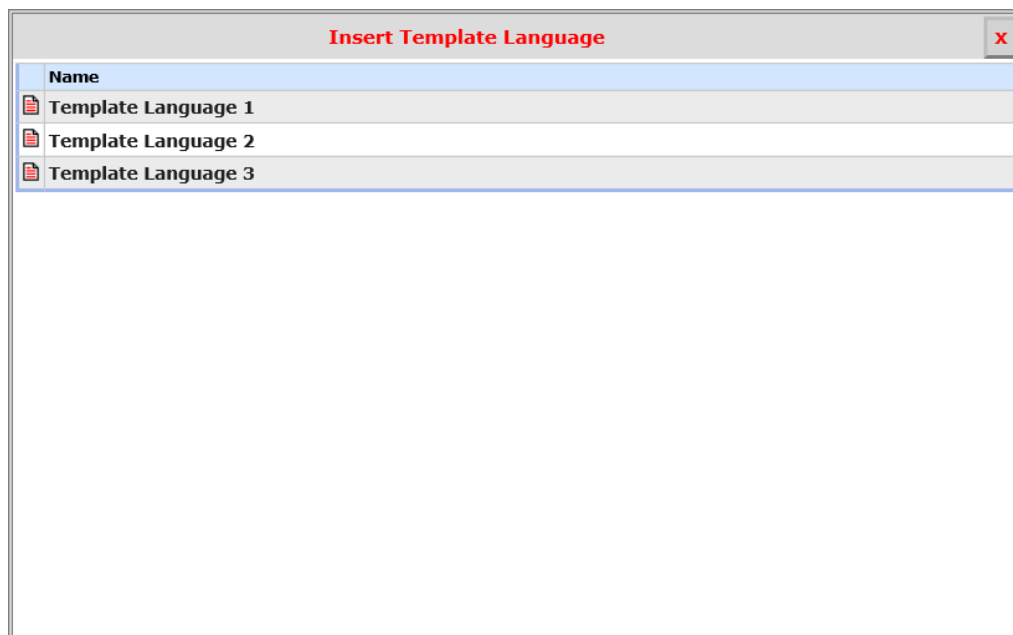 Insert Template Language
x
Name
Template Language 1
Template Language 2
Template Language 3